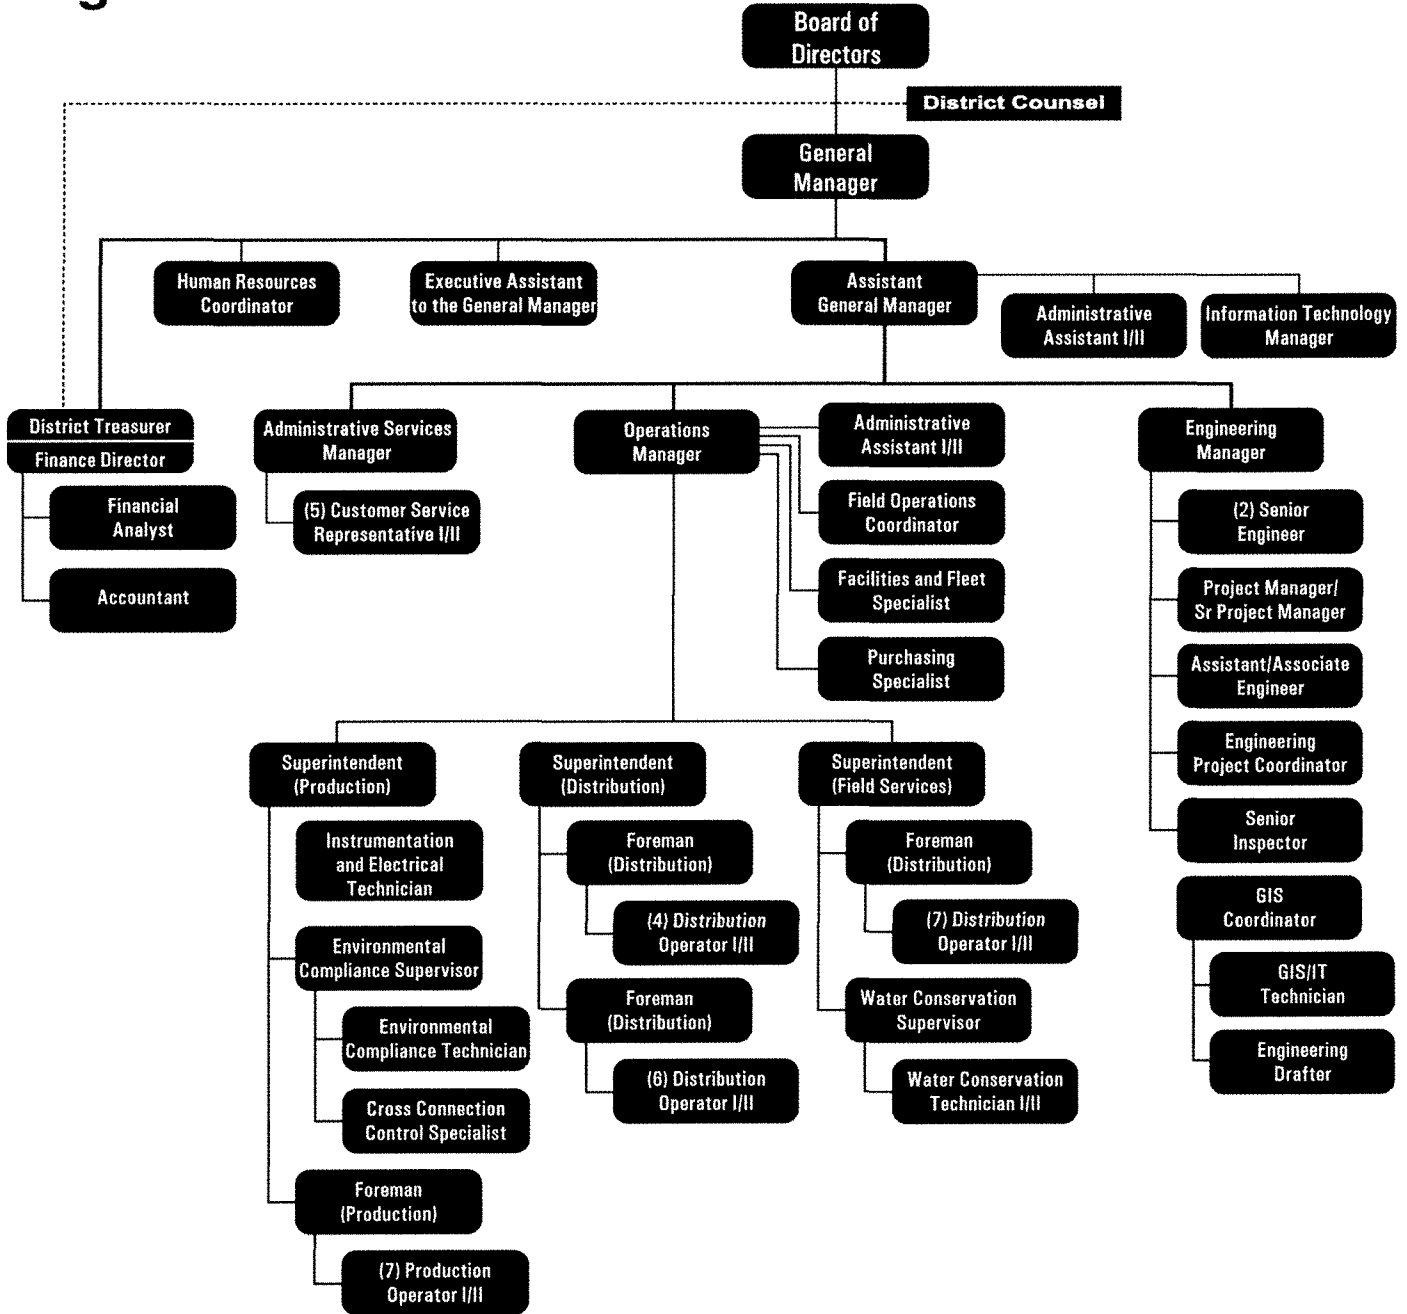 Board of
Directors
District Counsel
General
Manager
Human Resources
Coordinator
Executive Assistant
to the General Manager
Assistant
General Manager
Administrative
Assistant I/II
Information Technology
Manager
District Treasurer
Finance Director
Financial
Analyst
Accountant
Administrative Services
Manager
(5) Customer Service
Representative I/II
Operations
Manager
Administrative
Assistant I/II
Field Operations
Coordinator
Facilities and Fleet
Specialist
Purchasing
Specialist
Engineering
Manager
(2) Senior
Engineer
Project Manager/
Sr Project Manager
Assistant/Associate
Engineer
Engineering
Project Coordinator
Senior
Inspector
GIS
Coordinator
GIS/IT
Technician
Engineering
Drafter
Superintendent
(Production)
Instrumentation
and Electrical
Technician
Environmental
Compliance Supervisor
Environmental
Compliance Technician
Cross Connection
Control Specialist
Foreman
(Production)
(7) Production
Operator I/II
Superintendent
(Distribution)
Foreman
(Distribution)
(4) Distribution
Operator I/II
Foreman
(Distribution)
(6) Distribution
Operator I/II
Superintendent
(Field Services)
Foreman
(Distribution)
(7) Distribution
Operator I/II
Water Conservation
Supervisor
Water Conservation
Technician I/II